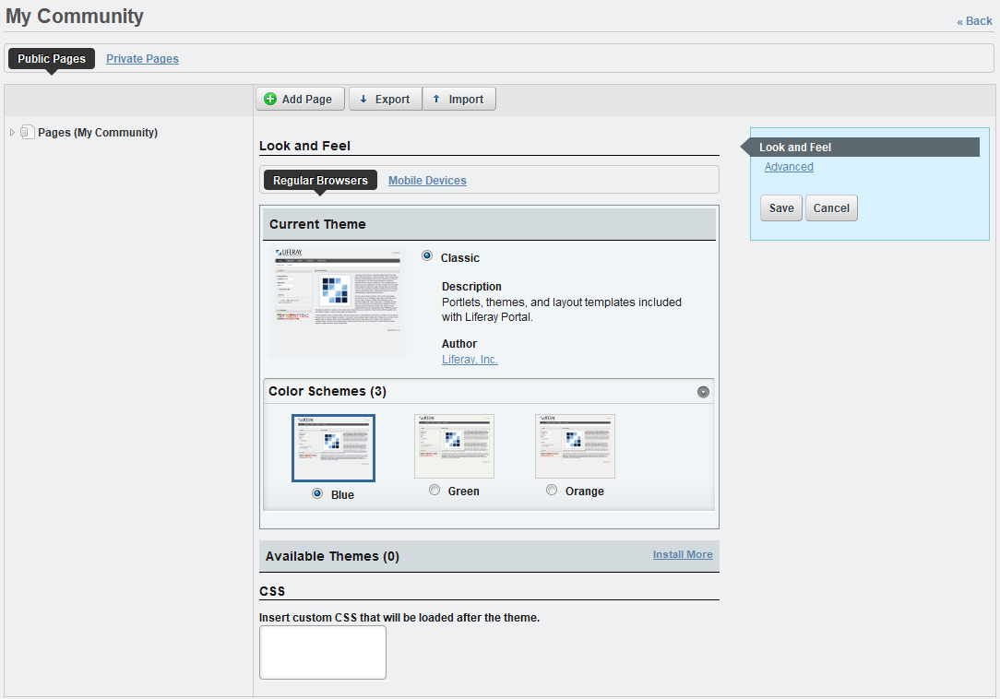 My Community
« Back
Public Pages
Private Pages
Add Page
Export
Import
Pages (My Community)
Look and Feel
Look and Feel
Advanced
Save
Cancel
Regular Browsers
Mobile Devices
Current Theme
LIFERAY
Classic
Description
Portlets, themes, and layout templates included
with Liferay Portal.
Author
Liferay, Inc.
Color Schemes (3)
Blue
Green
Orange
Available Themes (0)
Install More
CSS
Insert custom CSS that will be loaded after the theme.